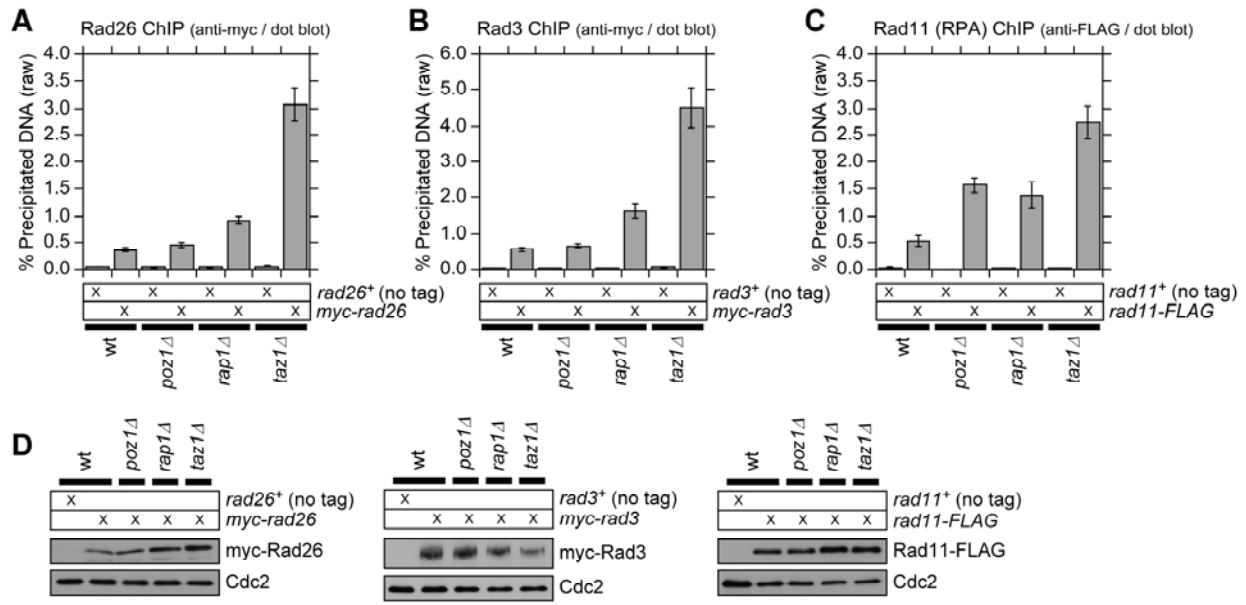 A Rad26 ChIP (anti-myc / dot blot)
% Precipitated DNA (raw)
4.0
3.5
3.0
2.5
2.0
1.5
1.0
0.5
0.0
X X X X rad26+ (no tag)
X X X X myc-rad26
wt poz1Δ rap1Δ taz1Δ
B Rad3 ChIP (anti-myc / dot blot)
% Precipitated DNA (raw)
6.0
5.0
4.0
2.0
1.0
0.0
X X X X rad3+ (no tag)
X X X X myc-rad3
wt poz1Δ rap1Δ taz1Δ
C Rad11 (RPA) ChIP (anti-FLAG / dot blot)
% Precipitated DNA (raw)
4.0
3.5
3.0
2.5
2.0
1.5
1.0
0.5
0.0
X X X X rad11+ (no tag)
X X X X rad11-FLAG
wt poz1Δ rap1Δ taz1Δ
D
wt poz1Δ rap1Δ taz1Δ
X rad26+ (no tag)
X X X X myc-rad26
myc-Rad26
Cdc2
wt poz1Δ rap1Δ taz1Δ
X rad3+ (no tag)
X X X X myc-rad3
myc-Rad3
Cdc2
wt poz1Δ rap1Δ taz1Δ
X rad11+ (no tag)
X X X X rad11-FLAG
Rad11-FLAG
Cdc2